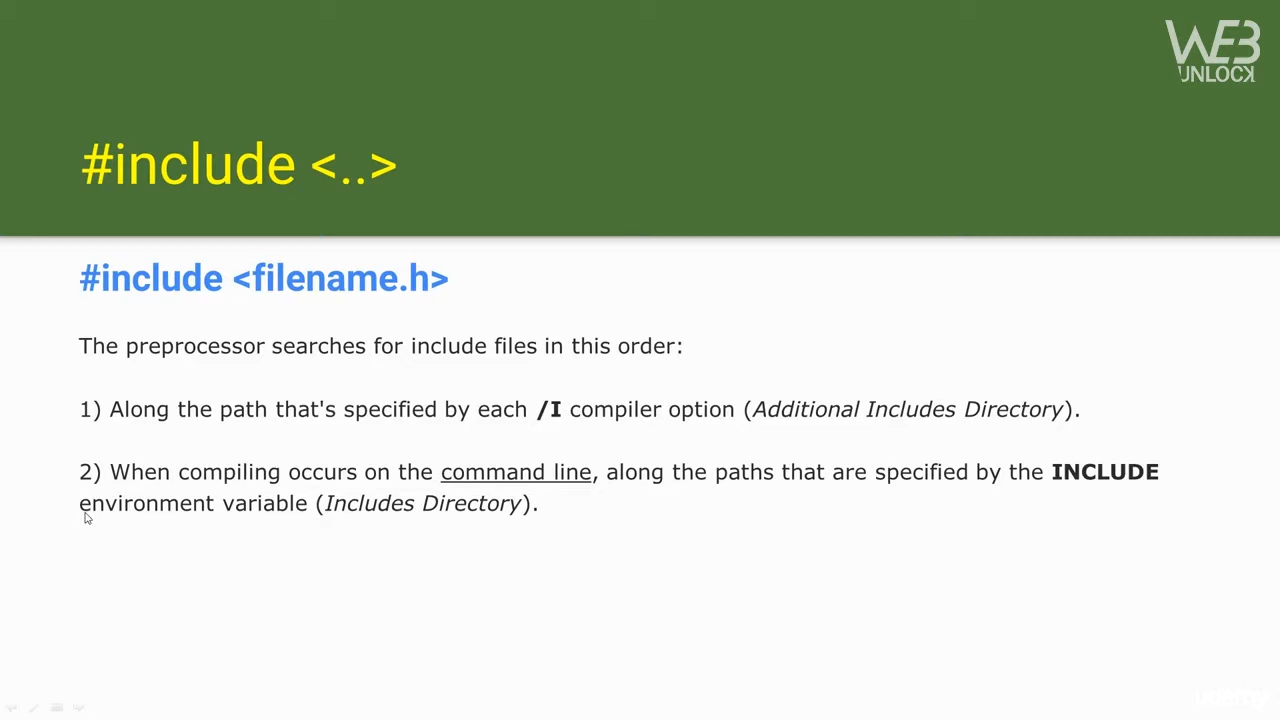 WEB
UNLOCK
#include <..>
#include <filename.h>
The preprocessor searches for include files in this order:
1) Along the path that's specified by each /I compiler option (Additional Includes Directory).
2) When compiling occurs on the command line, along the paths that are specified by the INCLUDE
environment variable (Includes Directory).
udemy